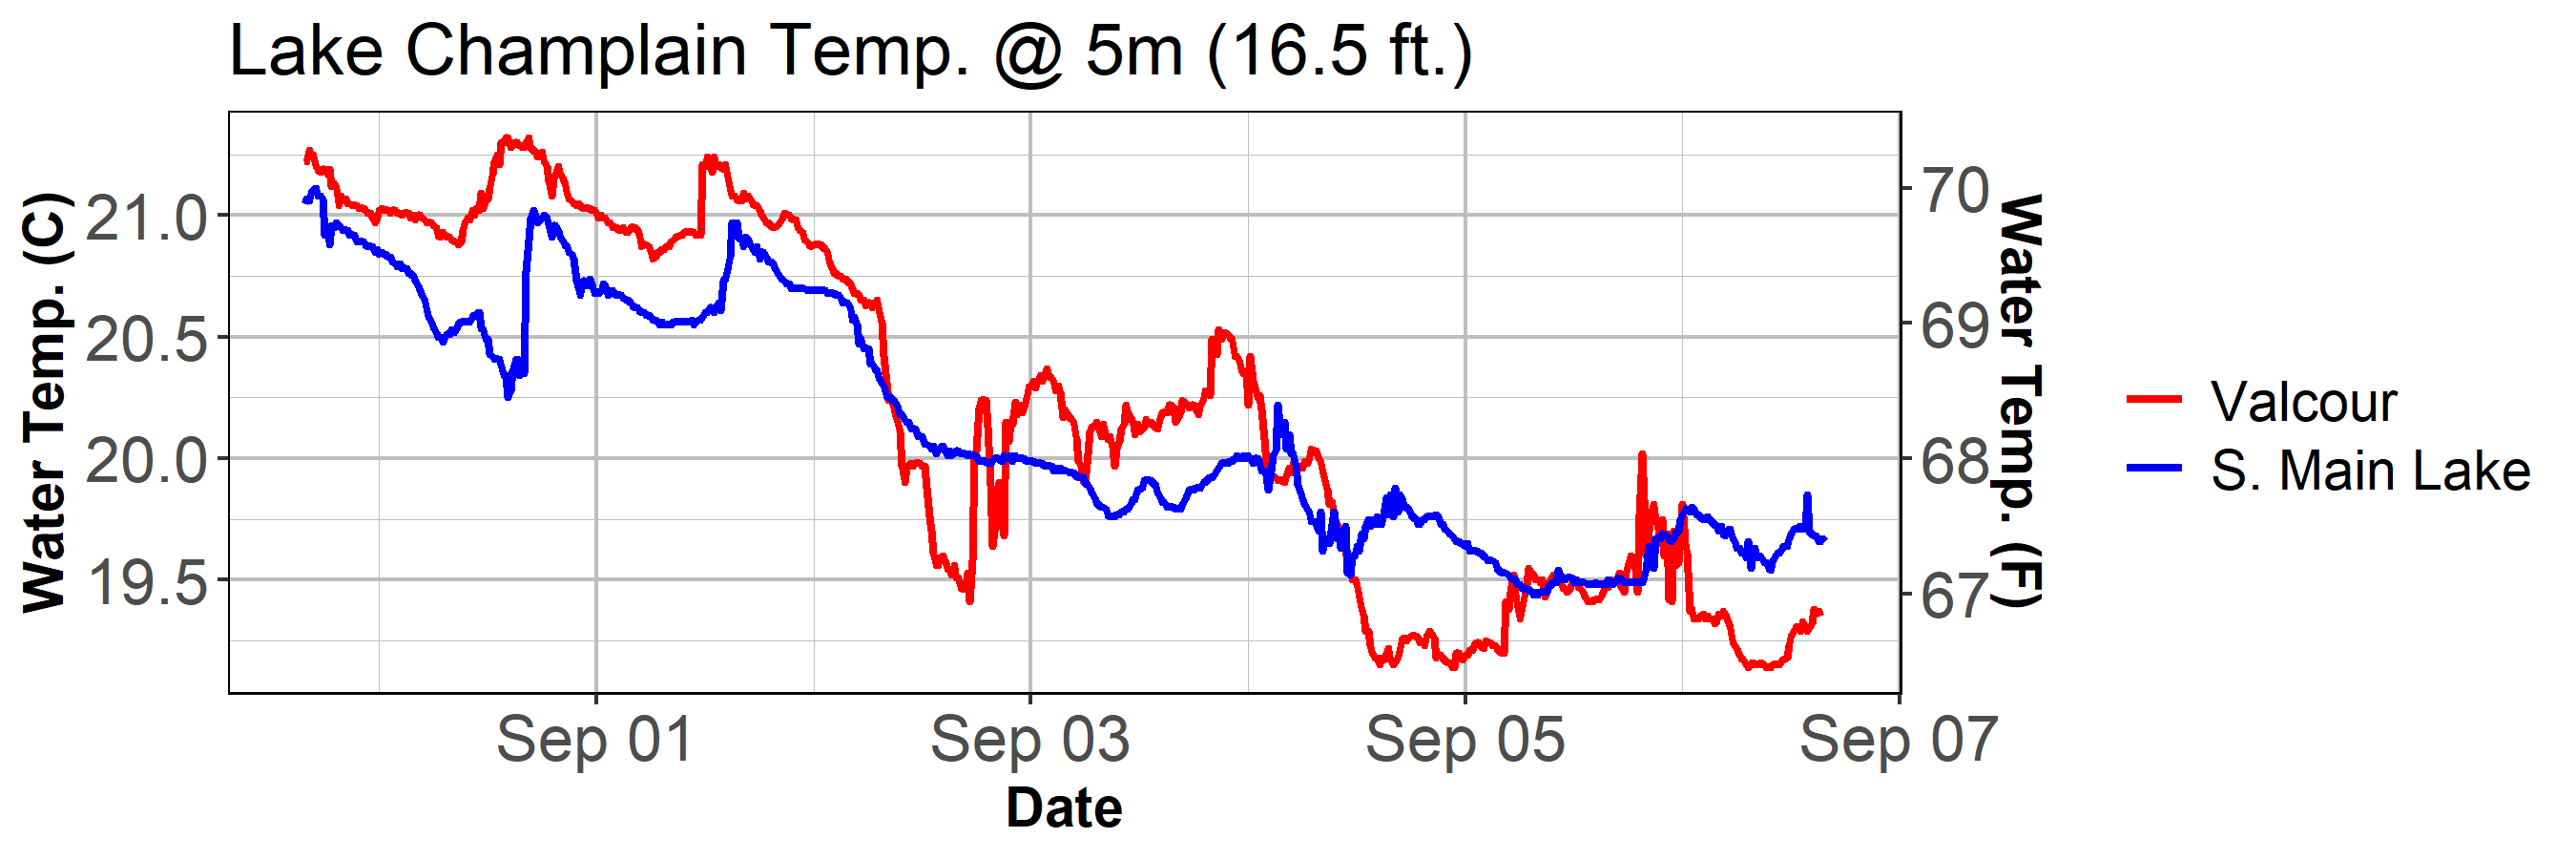 Lake Champlain Temp. @ 5m (16.5 ft.)
Water Temp. (C)
21.0
20.5
20.0
19.5
70
69
68
67
Water Temp. (F)
Sep 01
Sep 03
Sep 05
Sep 07
Date
Valcour
S. Main Lake